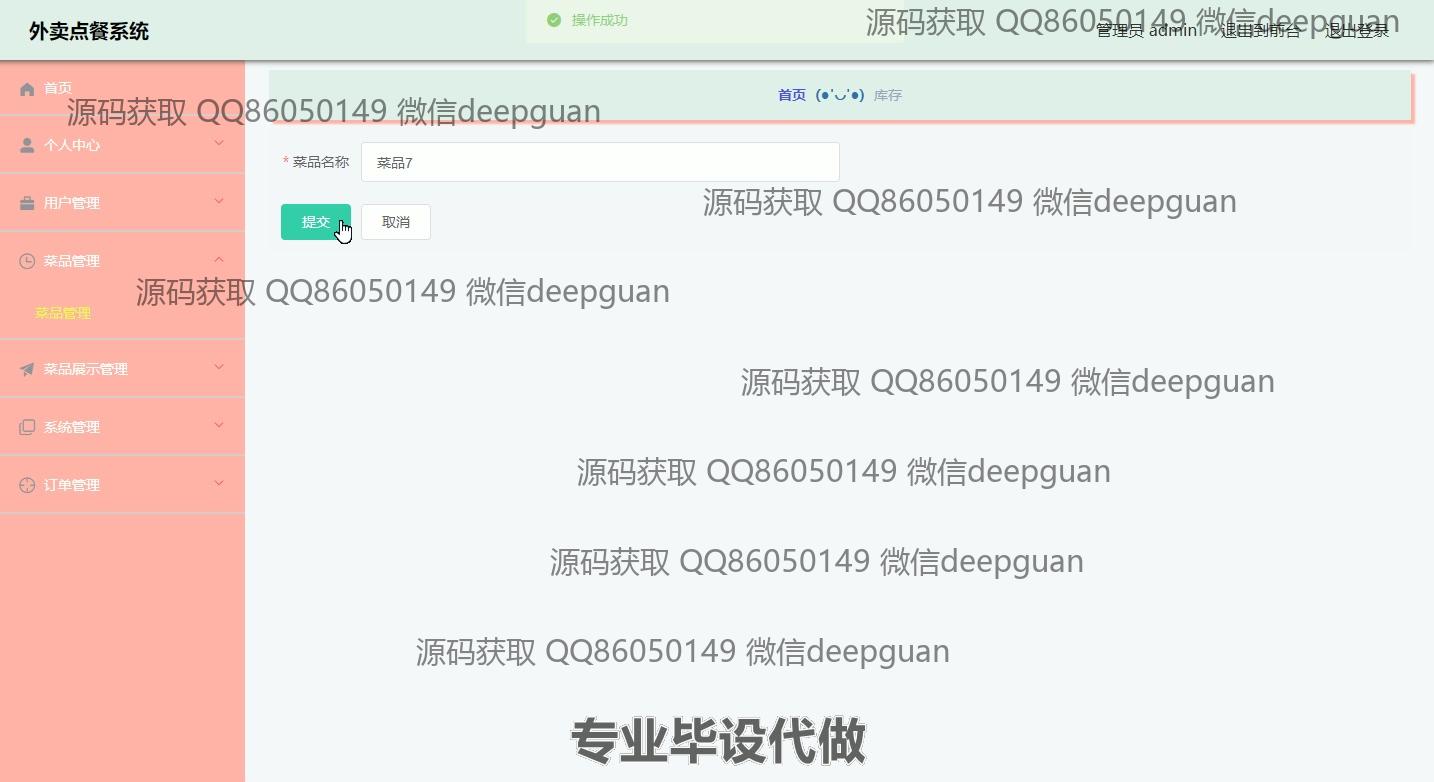 外卖点餐系统
操作成功
源码获取 QQ86050149 微信deepguan
管理员 admin
退出到前台
退出登录
首页
首页 (●'◡'●) 库存
源码获取 QQ86050149 微信deepguan
个人中心
* 菜品名称
菜品7
用户管理
源码获取 QQ86050149 微信deepguan
提交
取消
菜品管理
源码获取 QQ86050149 微信deepguan
菜品管理
菜品展示管理
源码获取 QQ86050149 微信deepguan
系统管理
源码获取 QQ86050149 微信deepguan
订单管理
源码获取 QQ86050149 微信deepguan
源码获取 QQ86050149 微信deepguan
专业毕设代做